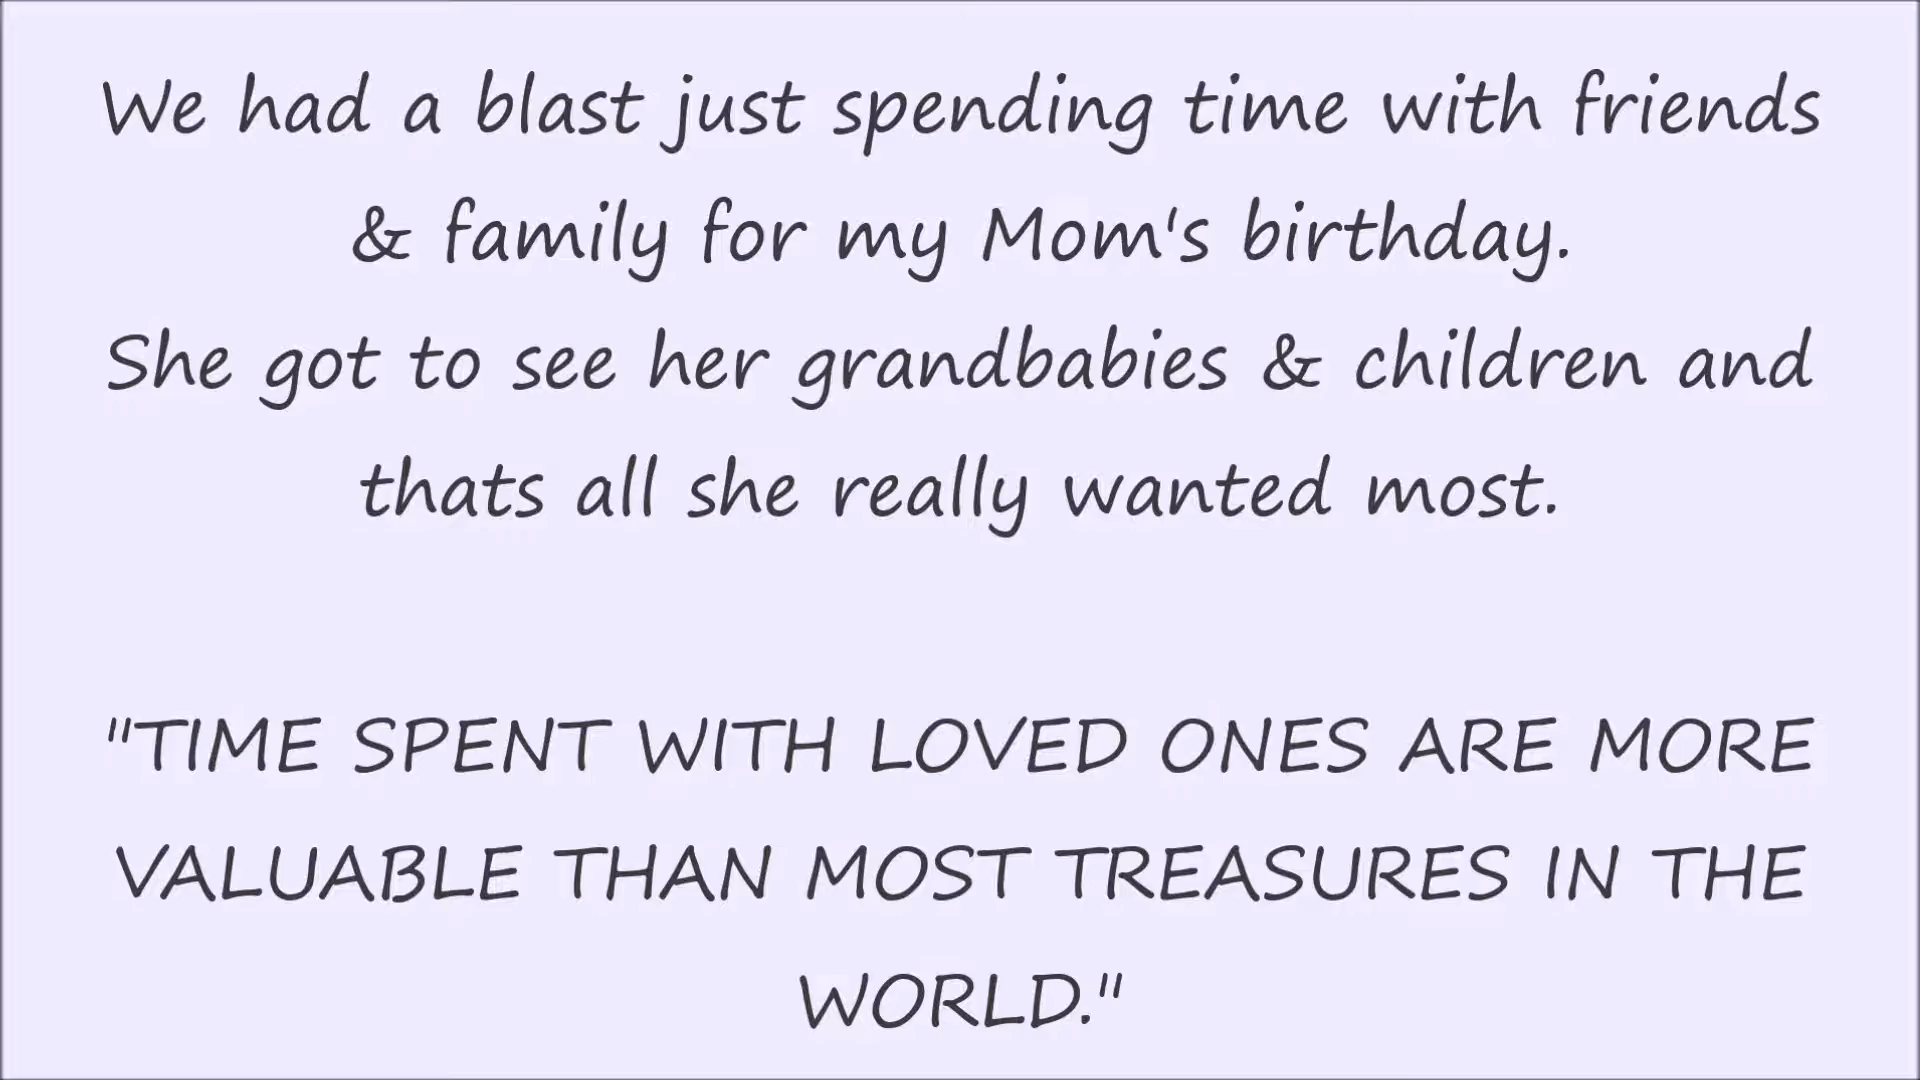 We had a blast just spending time with friends
& family for my Mom's birthday.
She got to see her grandbabies & children and
thats all she really wanted most.
"TIME SPENT WITH LOVED ONES ARE MORE
VALUABLE THAN MOST TREASURES IN THE
WORLD."